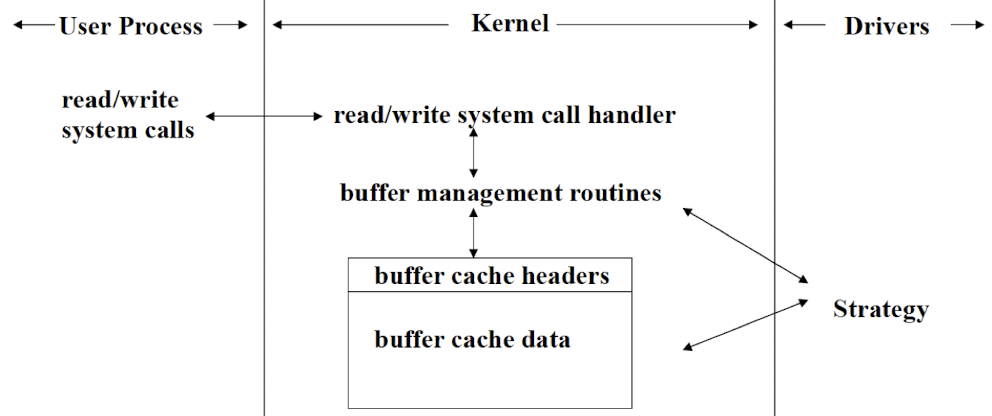 User Process
Kernel
Drivers
read/write
system calls
read/write system call handler
buffer management routines
buffer cache headers
buffer cache data
Strategy